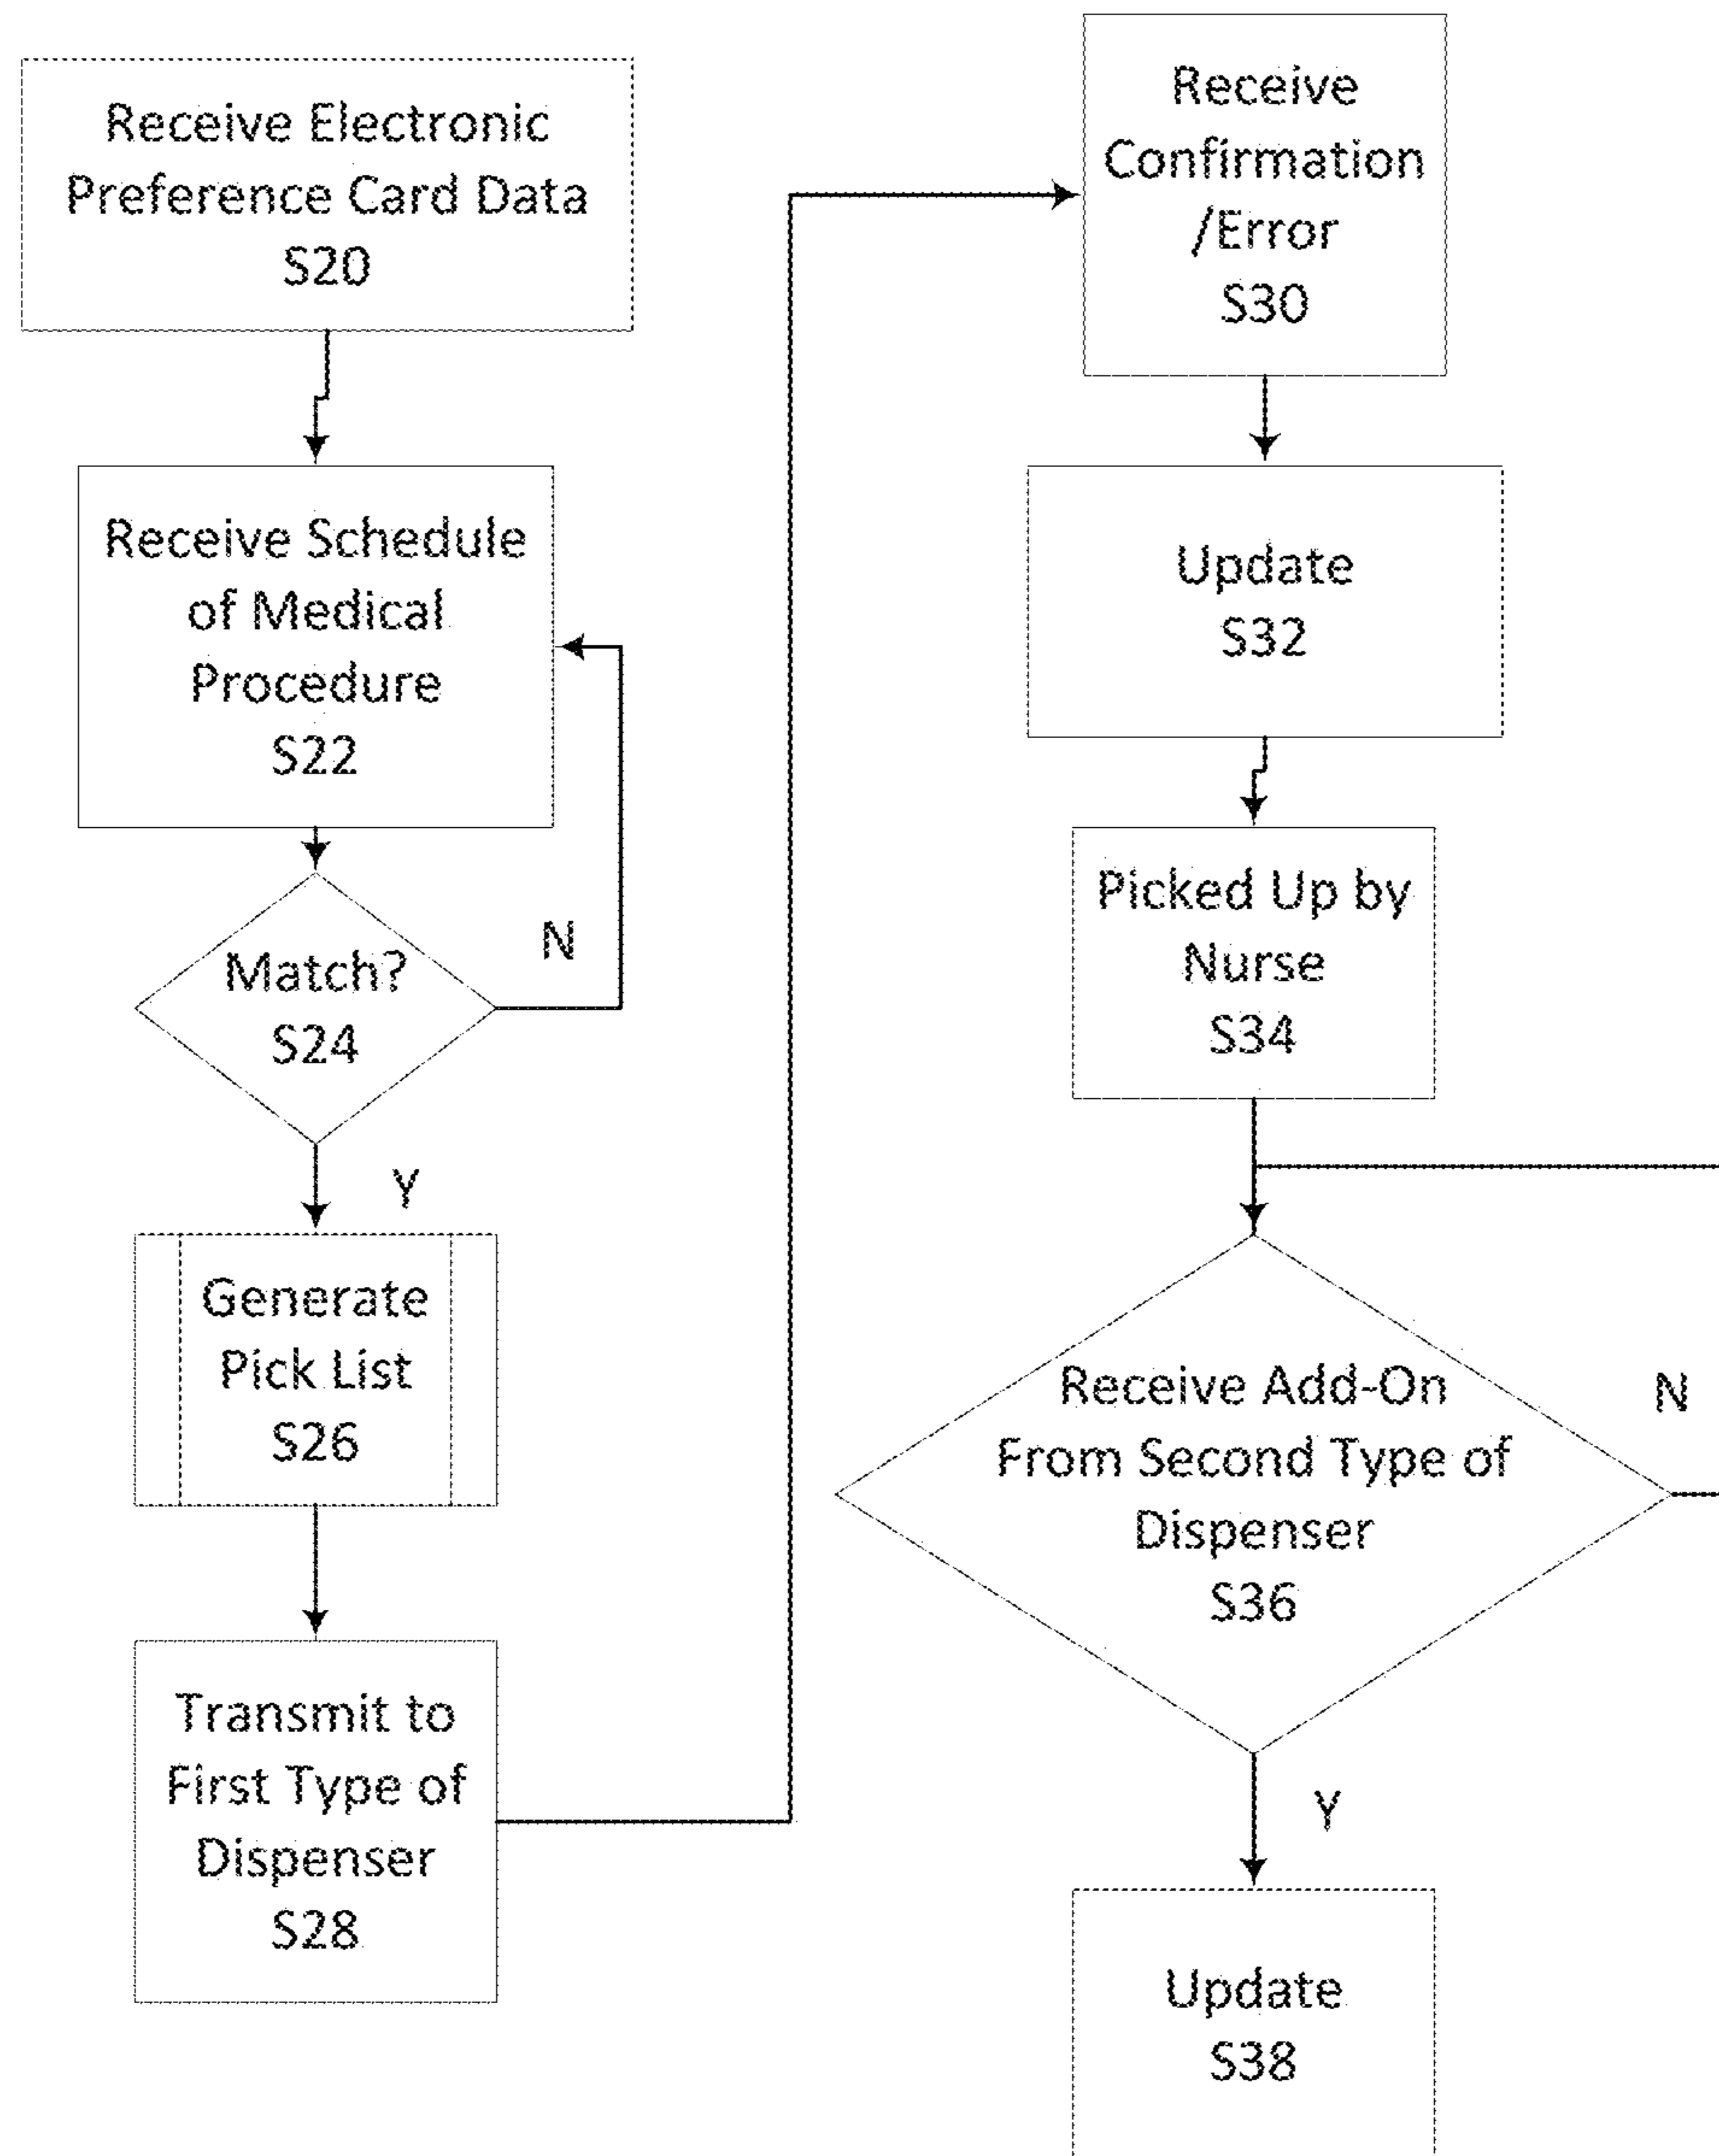 Receive Electronic
Preference Card Data
S20
Receive Schedule
of Medical
Procedure
S22
Match?
S24
N
Y
Generate
Pick List
S26
Transmit to
First Type of
Dispenser
S28
Receive
Confirmation
/Error
S30
Update
S32
Picked Up by
Nurse
S34
Receive Add-On
From Second Type of
Dispenser
S36
N
Y
Update
S38